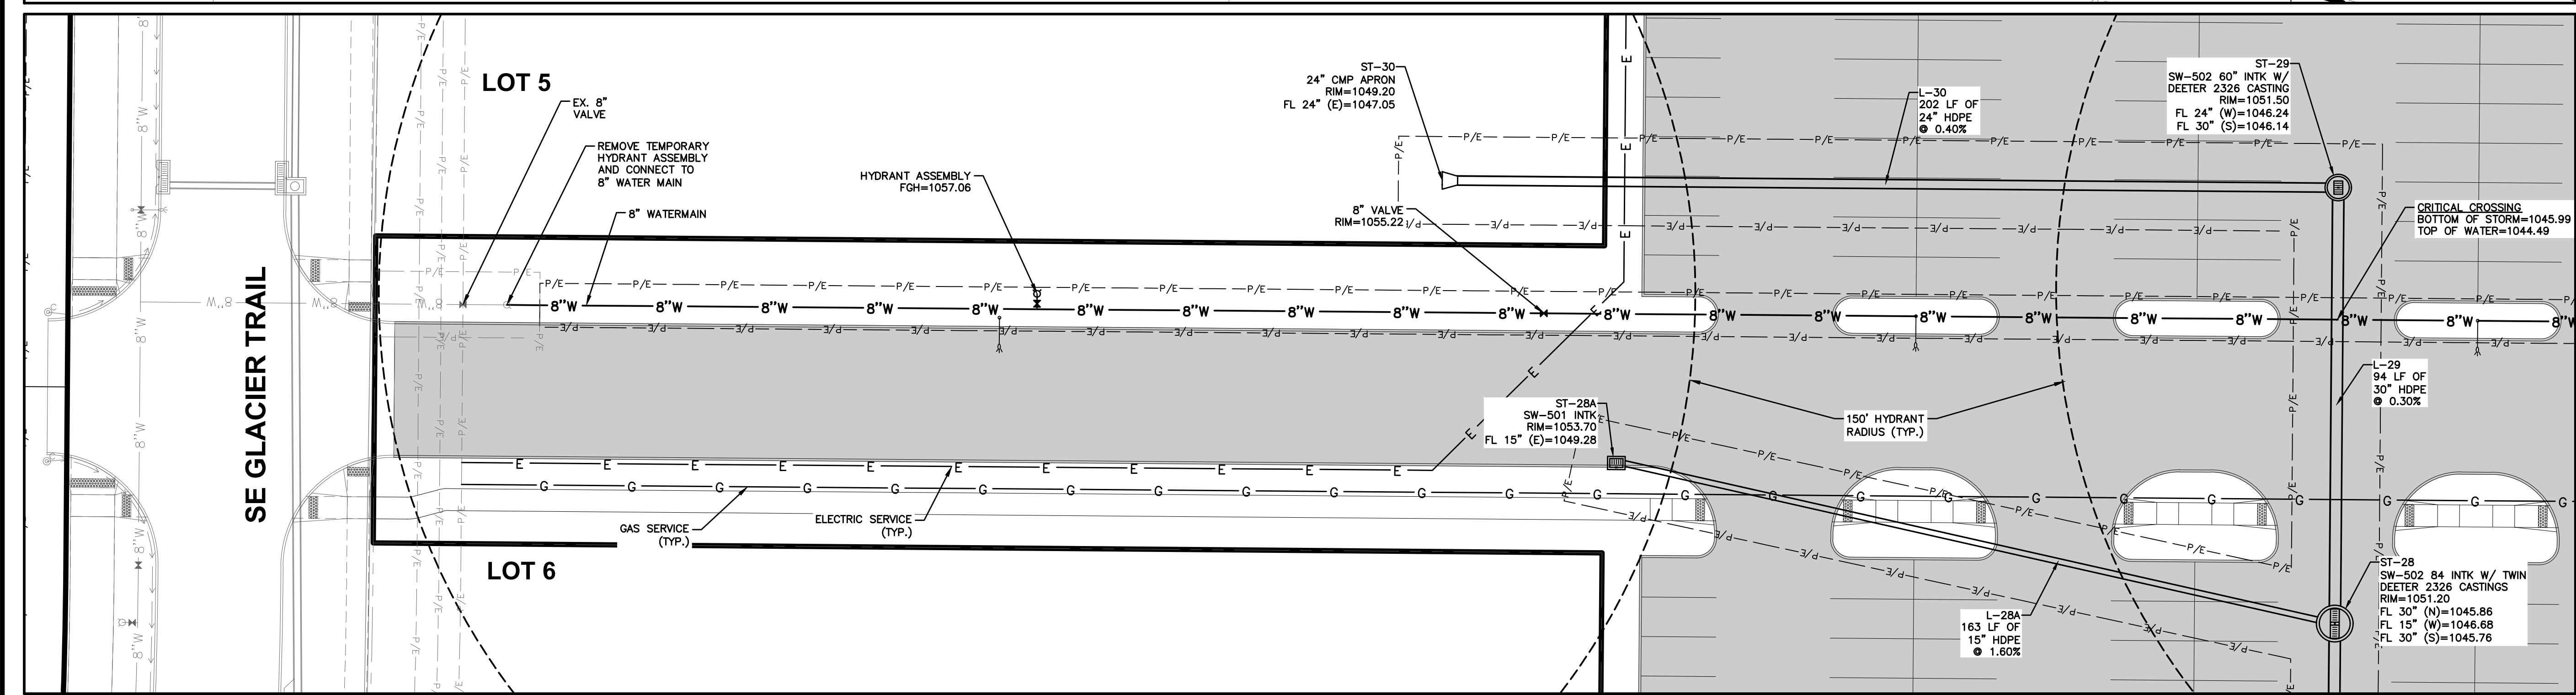 LOT 5
EX. 8"
VALVE
REMOVE TEMPORARY
HYDRANT ASSEMBLY
AND CONNECT TO
8" WATER MAIN
8" WATERMAIN
HYDRANT ASSEMBLY
FGH=1057.06
ST-30
24" CMP APRON
RIM=1049.20
FL 24" (E)=1047.05
8" VALVE
RIM=1055.22
L-30
202 LF OF
24" HDPE
@ 0.40%
ST-29
SW-502 60" INTK W/
DEETER 2326 CASTING
RIM=1051.50
FL 24" (W)=1046.24
FL 30" (S)=1046.14
CRITICAL CROSSING
BOTTOM OF STORM=1045.99
TOP OF WATER=1044.49
8"W 8"W 8"W 8"W 8"W 8"W 8"W 8"W 8"W 8"W 8"W 8"W 8"W 8"W 8"W 8"W 8"W 8"W 8"W 8"W
SE GLACIER TRAIL
L-29
94 LF OF
30" HDPE
@ 0.30%
150' HYDRANT
RADIUS (TYP.)
ST-28A
SW-501 INTK
RIM=1053.70
FL 15" (E)=1049.28
E E E E E E E E E E E
G G G G G G G G G G G G G G G G G G G G G G G
GAS SERVICE
(TYP.)
ELECTRIC SERVICE
(TYP.)
LOT 6
L-28A
163 LF OF
15" HDPE
@ 1.60%
ST-28
SW-502 84 INTK W/ TWIN
DEETER 2326 CASTINGS
RIM=1051.20
FL 30" (N)=1045.86
FL 15" (W)=1046.68
FL 30" (S)=1045.76